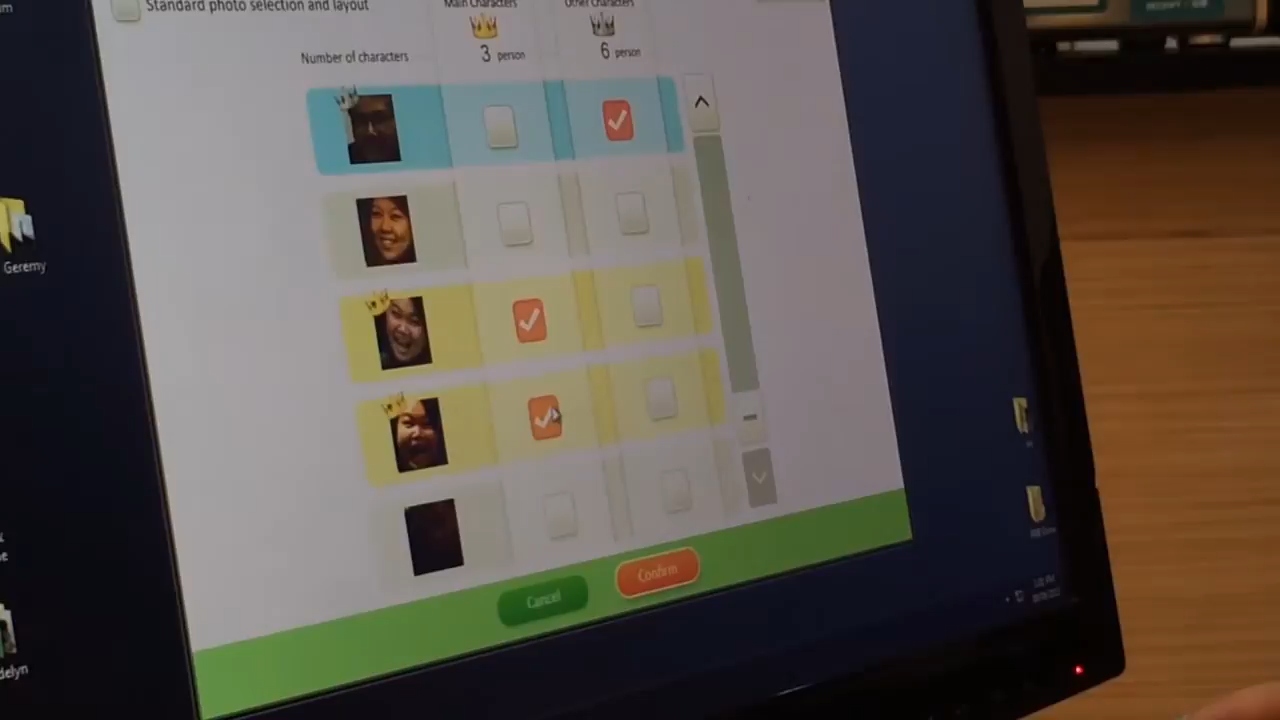 Standard photo selection and layout
Main Characters
Other Characters
Number of characters
3 person
6 person
Geremy
delyn
Cancel
Confirm